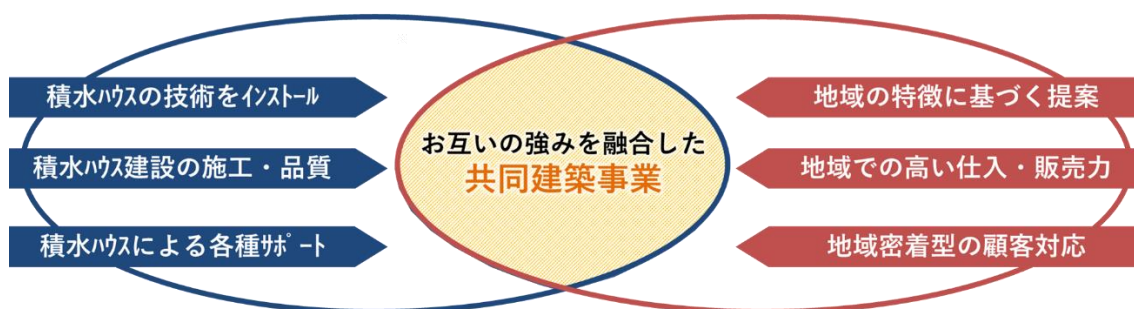 積水ﾊｳｽの技術をｲﾝｽﾄｰﾙ
積水ﾊｳｽ建設の施工・品質
積水ﾊｳｽによる各種ｻﾎﾟｰﾄ
お互いの強みを融合した
共同建築事業
地域の特徴に基づく提案
地域での高い仕入・販売力
地域密着型の顧客対応